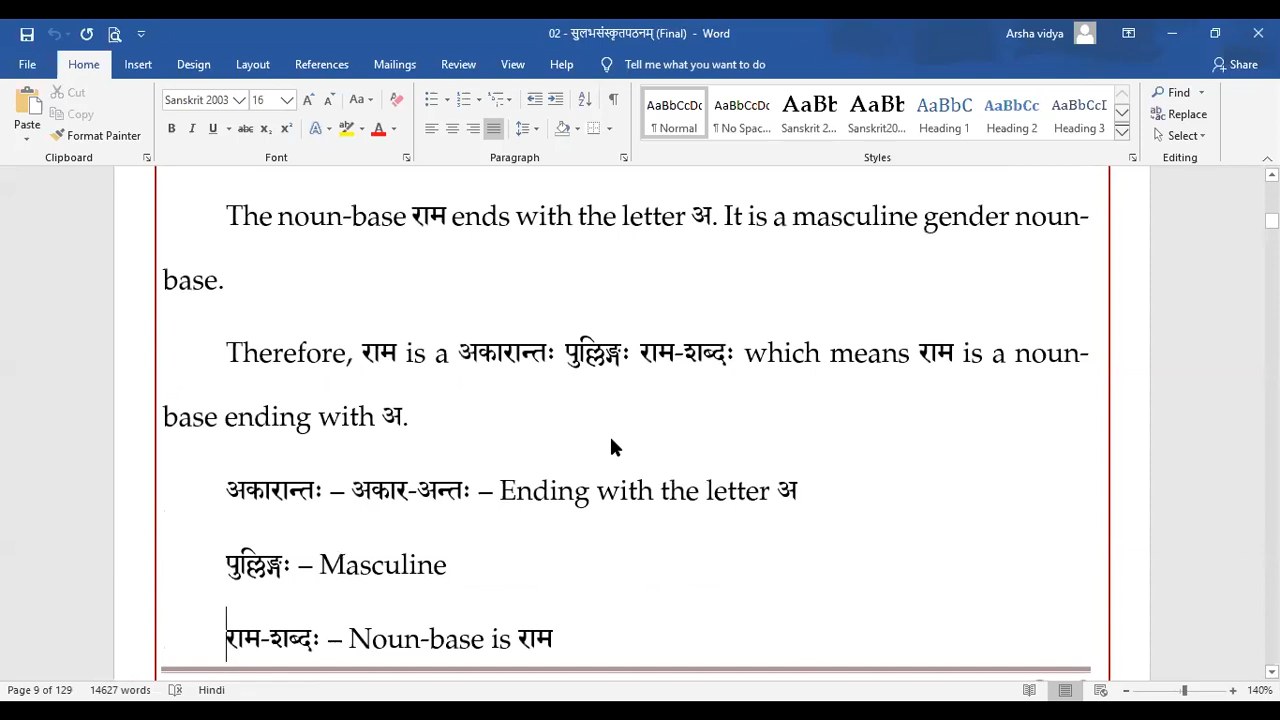 02 - सुलभसंस्कृतपठनम् (Final) - Word
Arsha vidya
File Home Insert Design Layout References Mailings Review View Help Tell me what you want to do Share
Paste
Cut
Copy
Format Painter
Clipboard
Sanskrit 2003 16
Aa
B I U abc x₂ x²
A A
Font
Paragraph
AaBbCcDc AaBbCcDc AaBb AaBb AaBbC AaBbCc AaBbCcD
¶ Normal ¶ No Spac... Sanskrit 2... Sanskrit20... Heading 1 Heading 2 Heading 3
Styles
Find
Replace
Select
Editing
The noun-base राम ends with the letter अ. It is a masculine gender noun-
base.
Therefore, राम is a अकारान्तः पुल्लिङ्गः राम-शब्दः which means राम is a noun-
base ending with अ.
अकारान्तः – अकार-अन्तः – Ending with the letter अ
पुल्लिङ्गः – Masculine
राम-शब्दः – Noun-base is राम
Page 9 of 129 14627 words Hindi 140%